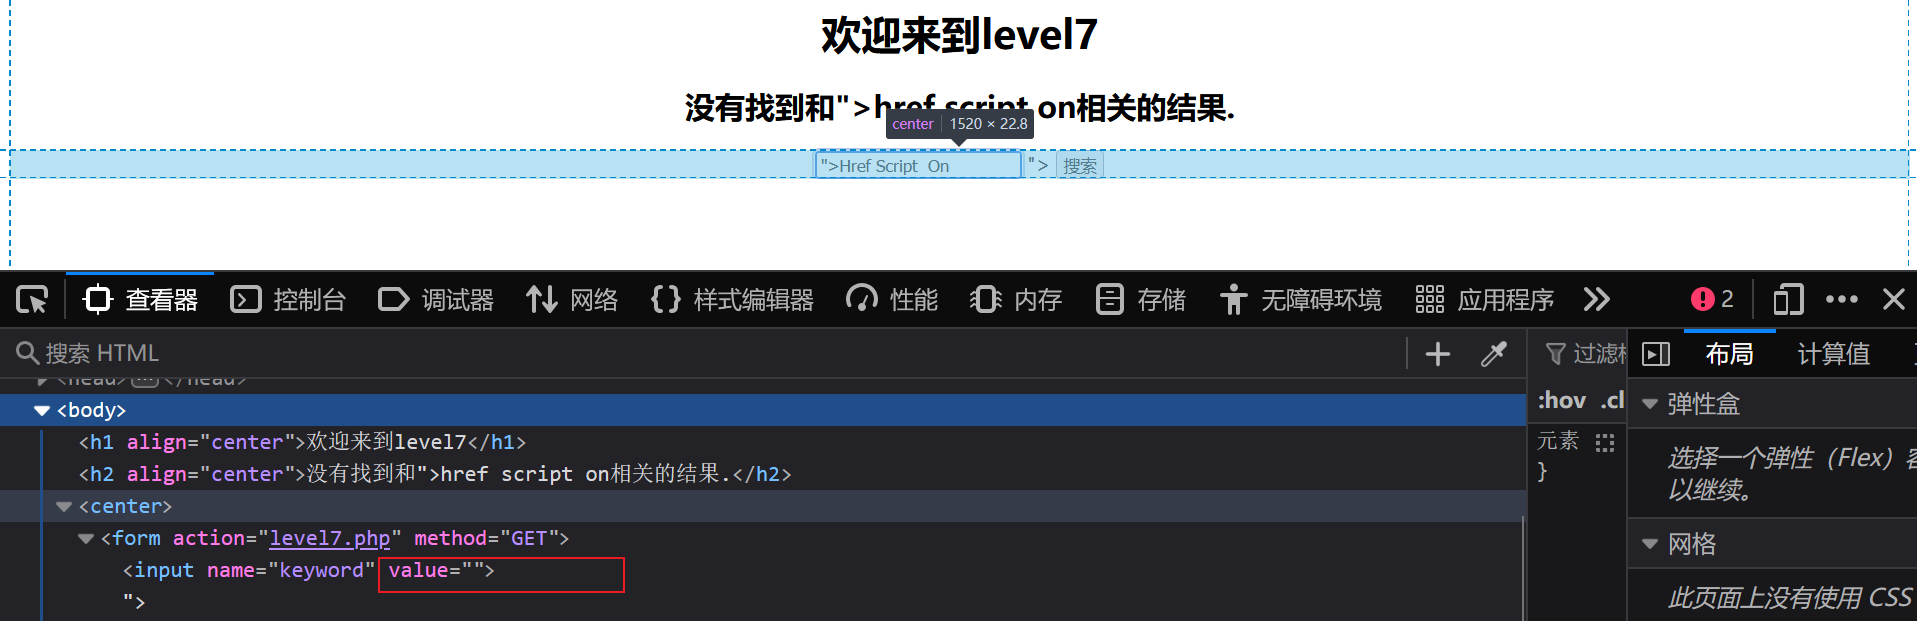 欢迎来到level7
没有找到和">href script on相关的结果.
center 1520 × 22.8
">Href Script  On "> 搜索
查看器 控制台 调试器 网络 样式编辑器 性能 内存 存储 无障碍环境 应用程序 2
搜索 HTML 过滤 布局 计算值
<head> </head>
<body> :hov .cl 弹性盒
<h1 align="center">欢迎来到level7</h1> 元素
<h2 align="center">没有找到和">href script on相关的结果.</h2> } 选择一个弹性（Flex）容
<center> 以继续。
<form action="level7.php" method="GET"> 网格
<input name="keyword" value="">
"> 此页面上没有使用 CSS